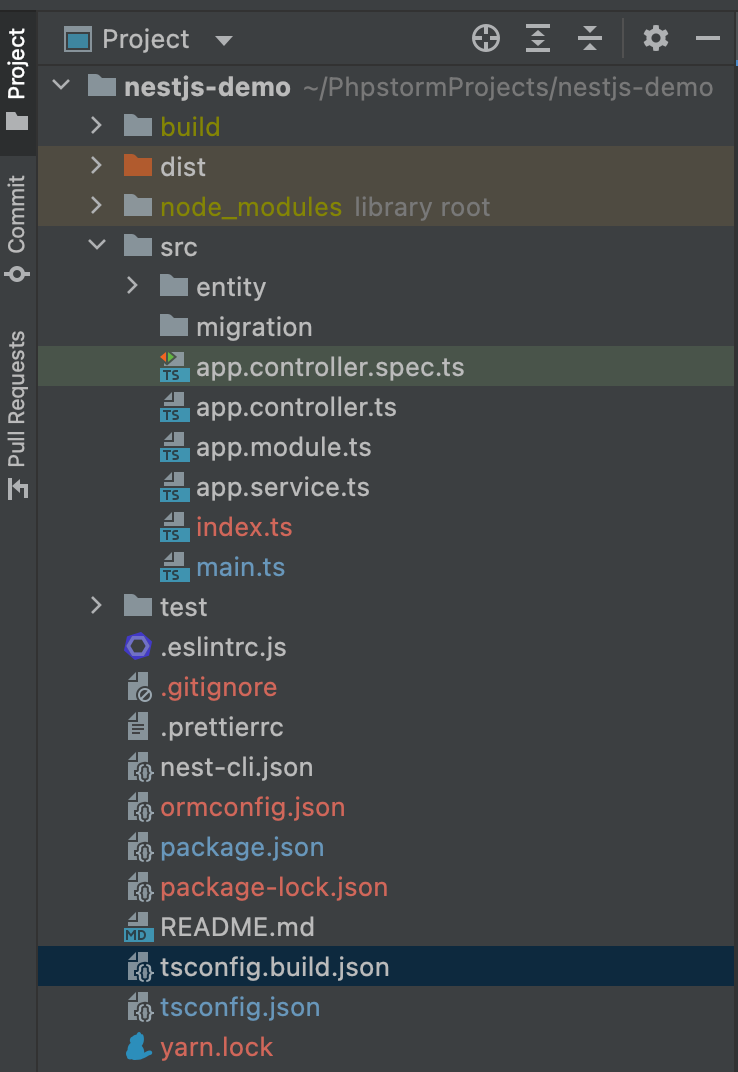 Project
Commit
Pull Requests
Project
nestjs-demo ~/PhpstormProjects/nestjs-demo
build
dist
node_modules library root
src
entity
migration
TS app.controller.spec.ts
TS app.controller.ts
TS app.module.ts
TS app.service.ts
TS index.ts
TS main.ts
test
.eslintrc.js
.gitignore
.prettierrc
nest-cli.json
ormconfig.json
package.json
package-lock.json
MD README.md
tsconfig.build.json
tsconfig.json
yarn.lock